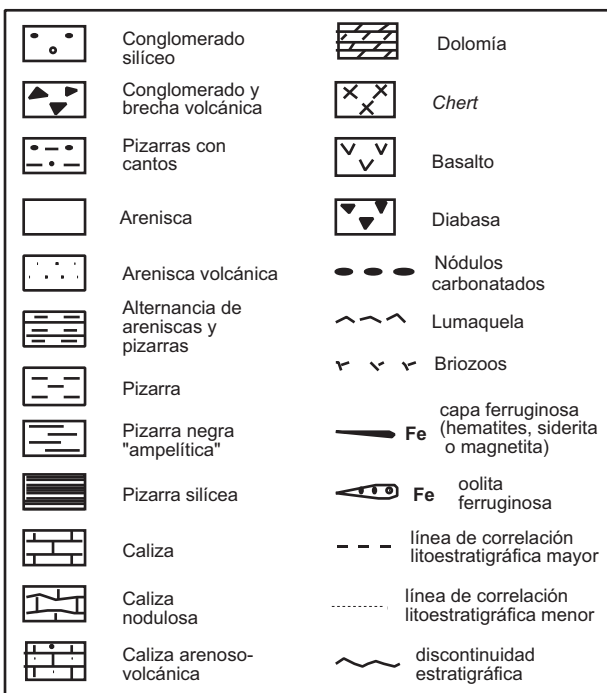 Conglomerado
silíceo
Conglomerado y
brecha volcánica
Pizarras con
cantos
Arenisca
Arenisca volcánica
Alternancia de
areniscas y
pizarras
Pizarra
Pizarra negra
"ampelítica"
Pizarra silícea
Caliza
Caliza
nodulosa
Caliza arenoso-
volcánica
Dolomía
Chert
Basalto
Diabasa
Nódulos
carbonatados
Lumaquela
Briozoos
Fe
capa ferruginosa
(hematites, siderita
o magnetita)
Fe
oolita
ferruginosa
línea de correlación
litoestratigráfica mayor
línea de correlación
litoestratigráfica menor
discontinuidad
estratigráfica